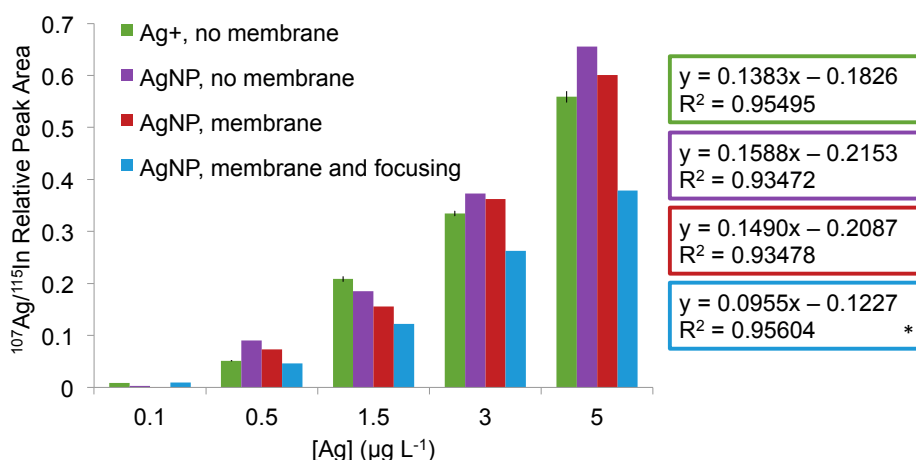 0.7
0.6
0.5
0.4
0.3
0.2
0.1
0
¹⁰⁷Ag/¹¹⁵In Relative Peak Area
Ag+, no membrane
AgNP, no membrane
AgNP, membrane
AgNP, membrane and focusing
0.1 0.5 1.5 3 5
[Ag] (µg L⁻¹)
y = 0.1383x – 0.1826
R² = 0.95495
y = 0.1588x – 0.2153
R² = 0.93472
y = 0.1490x – 0.2087
R² = 0.93478
y = 0.0955x – 0.1227
R² = 0.95604 *